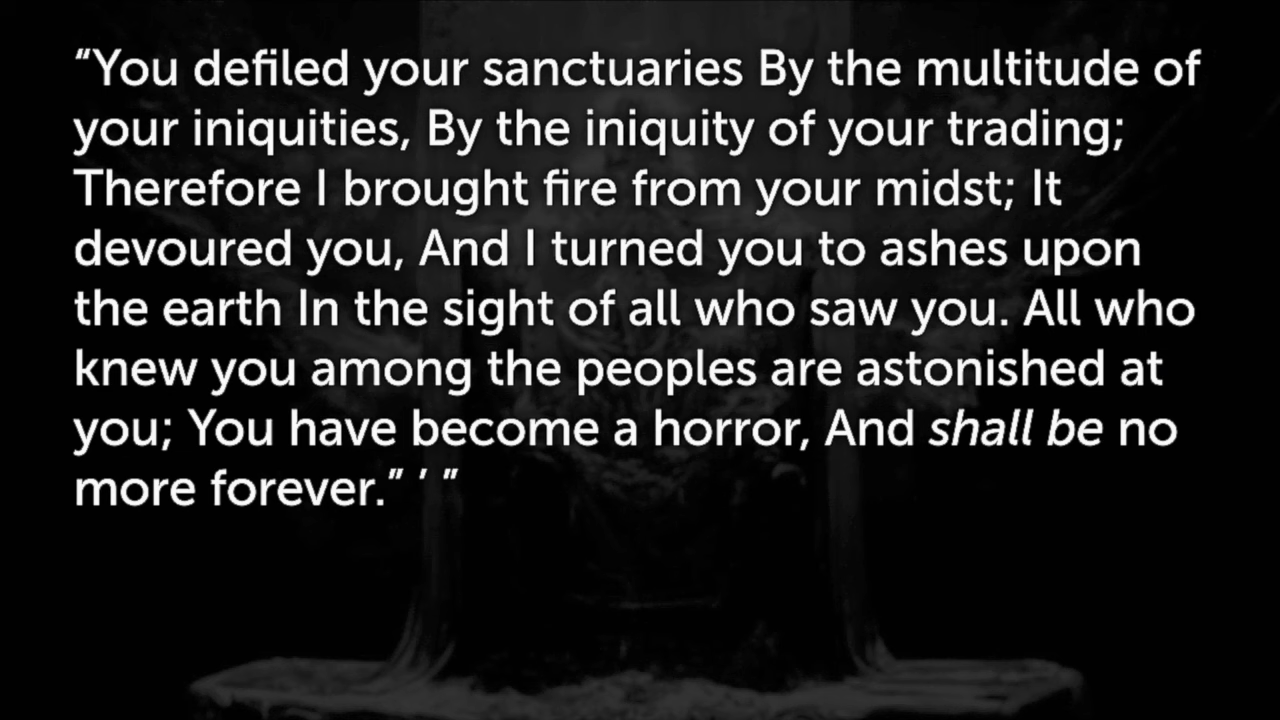 “You defiled your sanctuaries By the multitude of
your iniquities, By the iniquity of your trading;
Therefore I brought fire from your midst; It
devoured you, And I turned you to ashes upon
the earth In the sight of all who saw you. All who
knew you among the peoples are astonished at
you; You have become a horror, And shall be no
more forever.” ’ ”